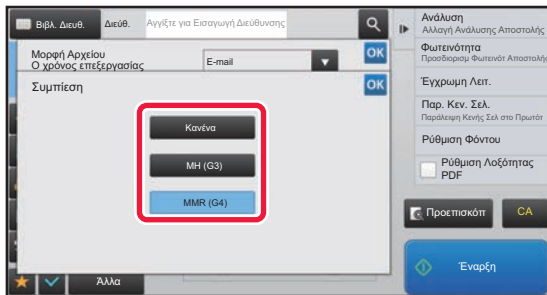 Βιβλ. Διευθ.
Διεύθ.
Αγγίξτε για Εισαγωγή Διεύθυνσης
Μορφή Αρχείου
Ο χρόνος επεξεργασίας
E-mail
OK
Συμπίεση
OK
Κανένα
MH (G3)
MMR (G4)
Άλλα
Ανάλυση
Αλλαγή Ανάλυσης Αποστολής
Φωτεινότητα
Προσδιορισμ Φωτεινότ Αποστολής
Έγχρωμη Λειτ.
Παρ. Κεν. Σελ.
Παράλειψη Κενής Σελ στο Πρωτότ
Ρύθμιση Φόντου
Ρύθμιση Λοξότητας
PDF
Προεπισκόπ
CA
Έναρξη